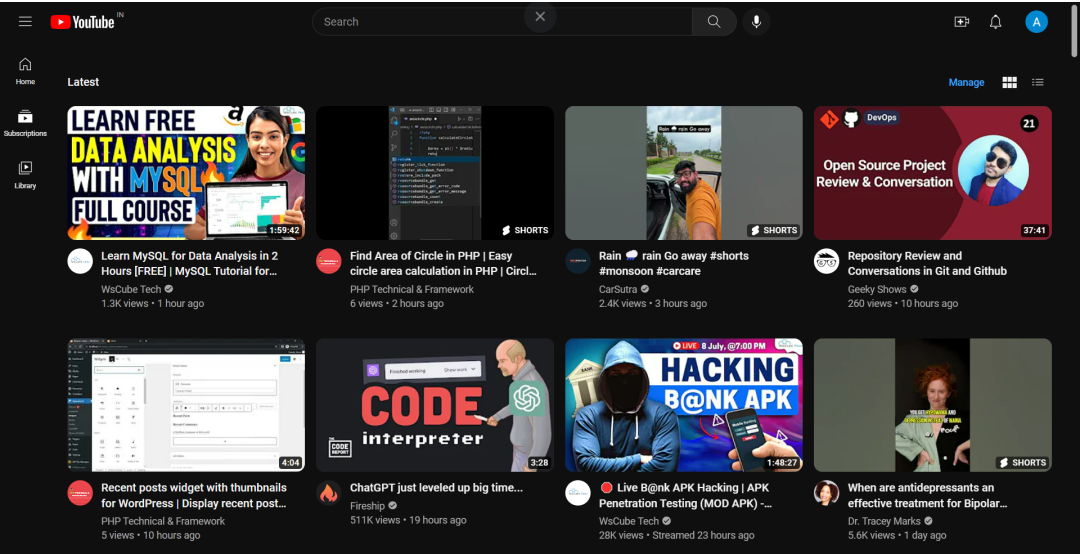 YouTube IN
Search
A
Home
Subscriptions
Library
Latest
Manage
LEARN FREE
DATA ANALYSIS
WITH MYSQL
FULL COURSE
1:59:42
Learn MySQL for Data Analysis in 2
Hours [FREE] | MySQL Tutorial for...
WsCube Tech
1.3K views • 1 hour ago
SHORTS
Find Area of Circle in PHP | Easy
circle area calculation in PHP | Circl...
PHP Technical & Framework
6 views • 2 hours ago
Rain 🌧 rain Go away
SHORTS
Rain 🌧 rain Go away #shorts
#monsoon #carcare
CarSutra
2.4K views • 3 hours ago
DevOps
21
Open Source Project
Review & Conversation
37:41
Repository Review and
Conversations in Git and Github
Geeky Shows
260 views • 10 hours ago
4:04
Recent posts widget with thumbnails
for WordPress | Display recent post...
PHP Technical & Framework
5 views • 10 hours ago
Finished working
Show work
CODE
interpreter
THE
CODE
REPORT
3:28
ChatGPT just leveled up big time...
Fireship
511K views • 19 hours ago
LIVE 8 July, @7:00 PM
BANK
HACKING
B@NK APK
1:48:27
🔴 Live B@nk APK Hacking | APK
Penetration Testing (MOD APK) -...
WsCube Tech
28K views • Streamed 23 hours ago
SHORTS
When are antidepressants an
effective treatment for Bipolar...
Dr. Tracey Marks
5.6K views • 1 day ago